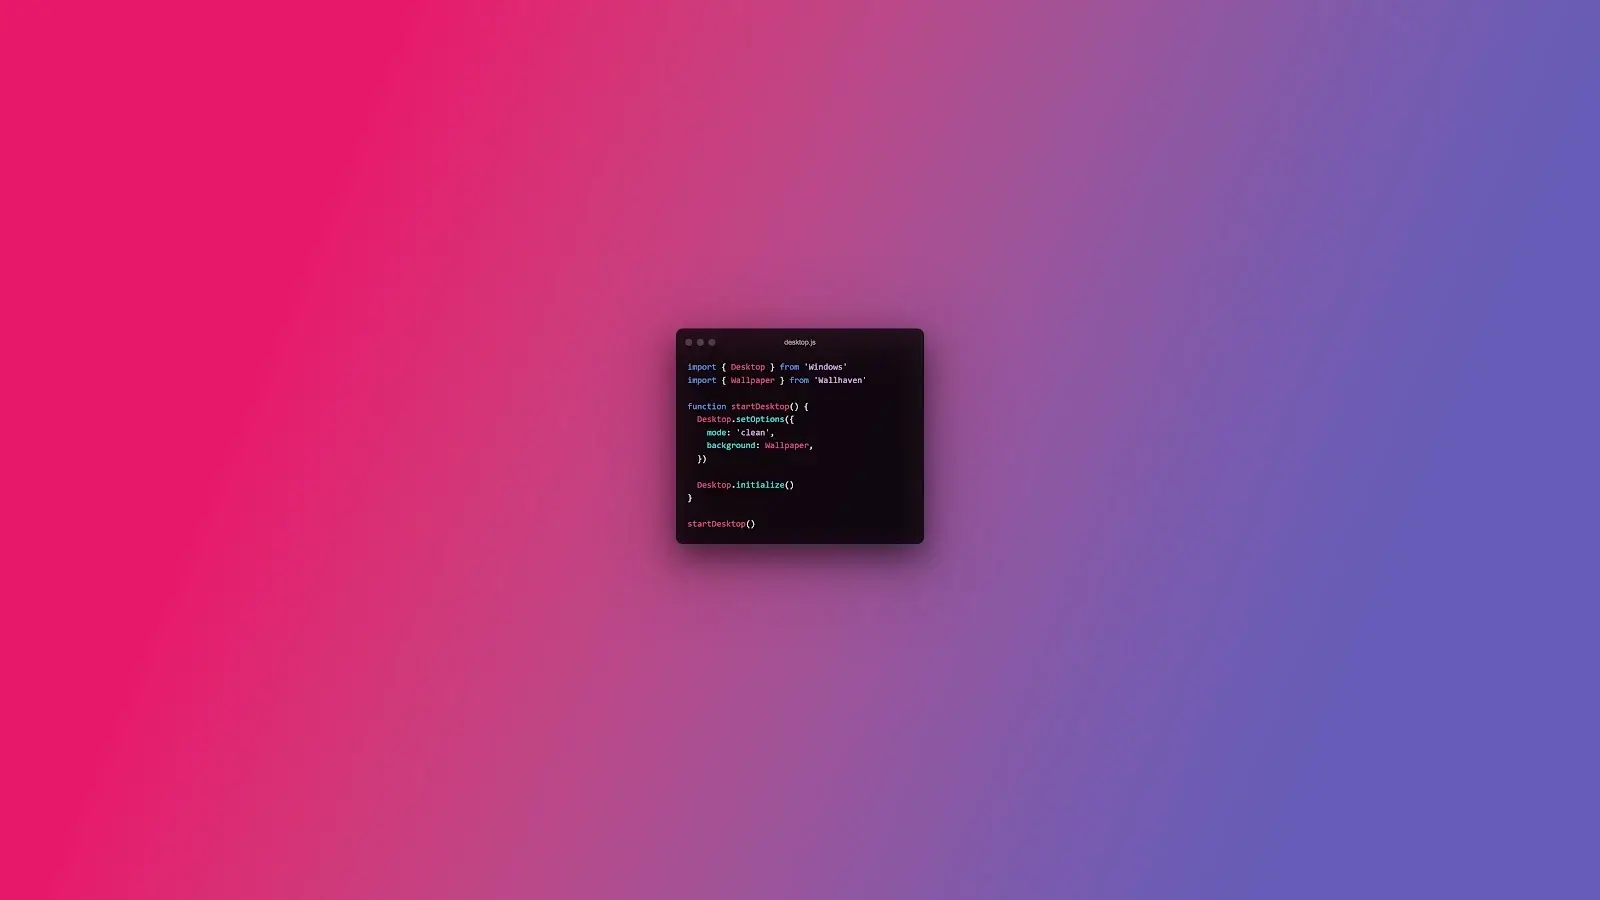 desktop.js
import { Desktop } from 'Windows'
import { Wallpaper } from 'Wallhaven'
function startDesktop() {
  Desktop.setOptions({
    mode: 'clean',
    background: Wallpaper,
  })
  Desktop.initialize()
}
startDesktop()